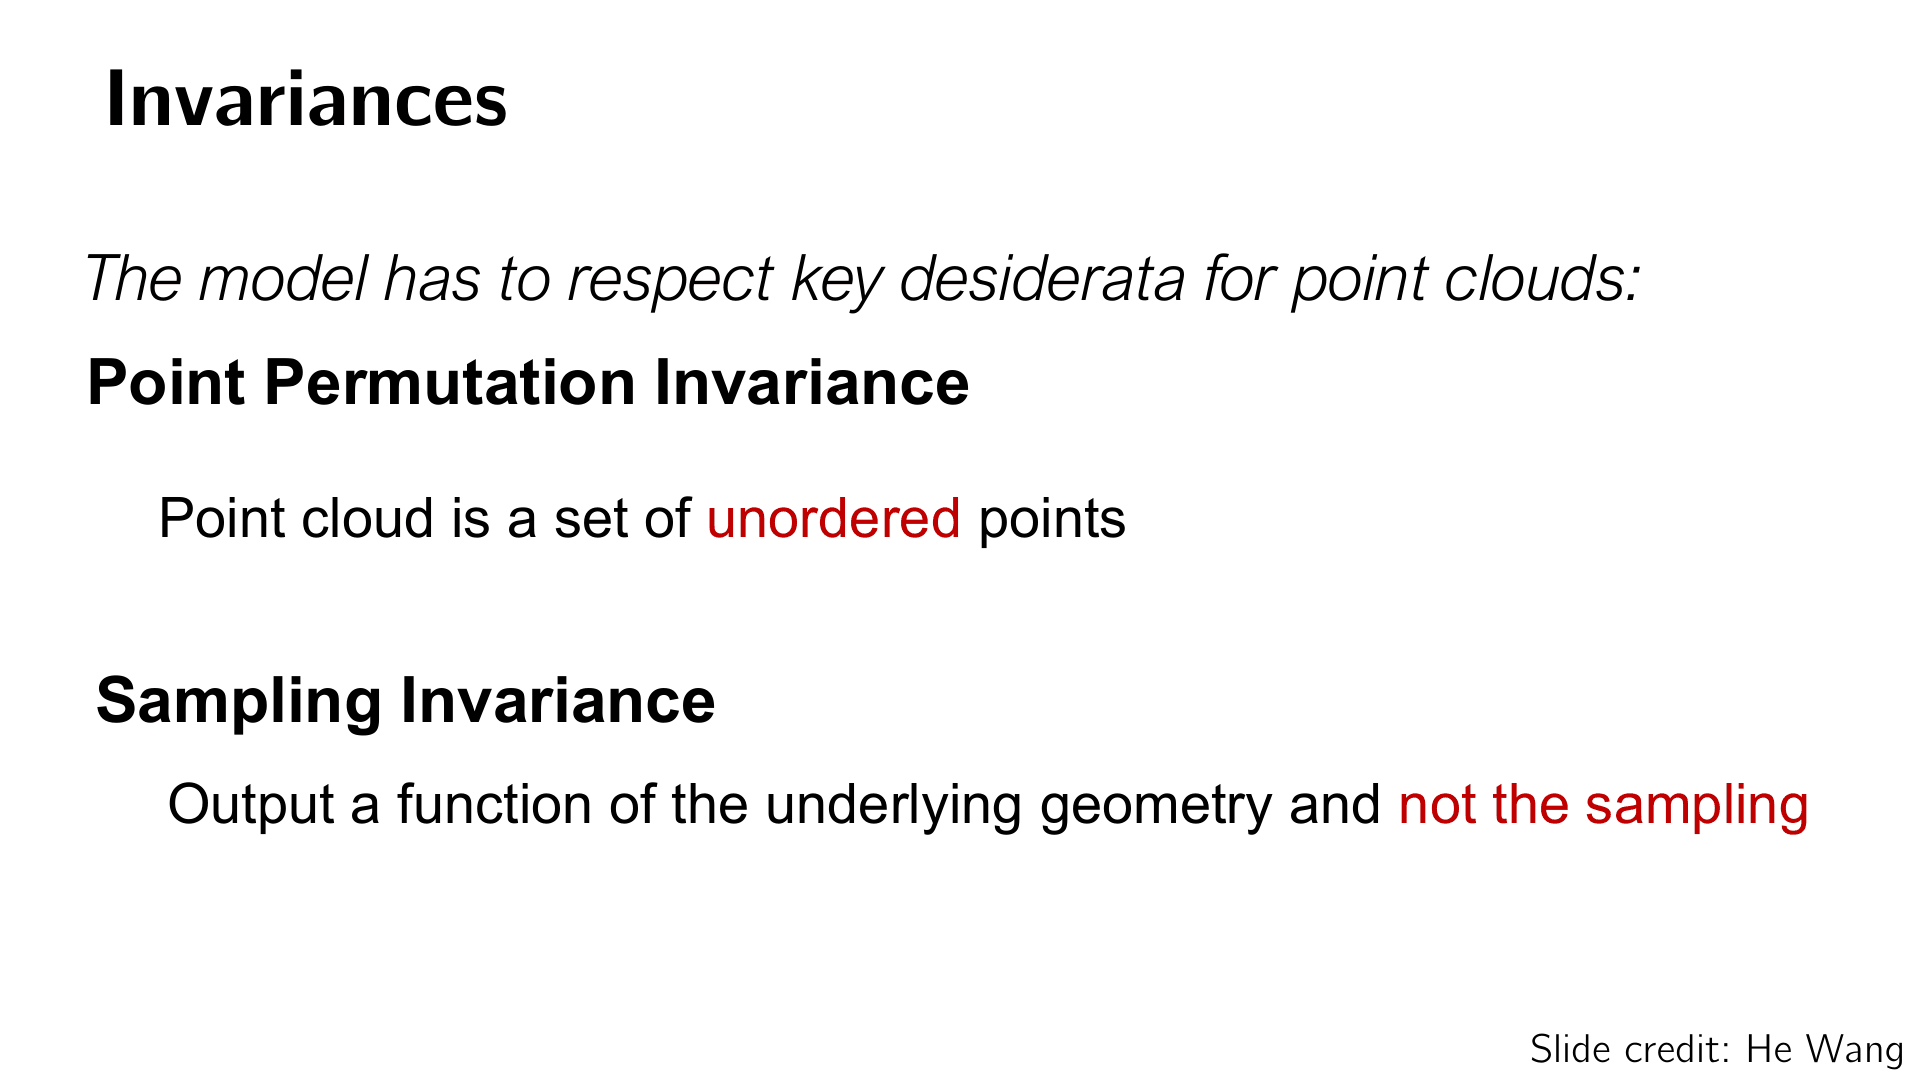 Invariances
The model has to respect key desiderata for point clouds:
Point Permutation Invariance
Point cloud is a set of unordered points
Sampling Invariance
Output a function of the underlying geometry and not the sampling
Slide credit: He Wang